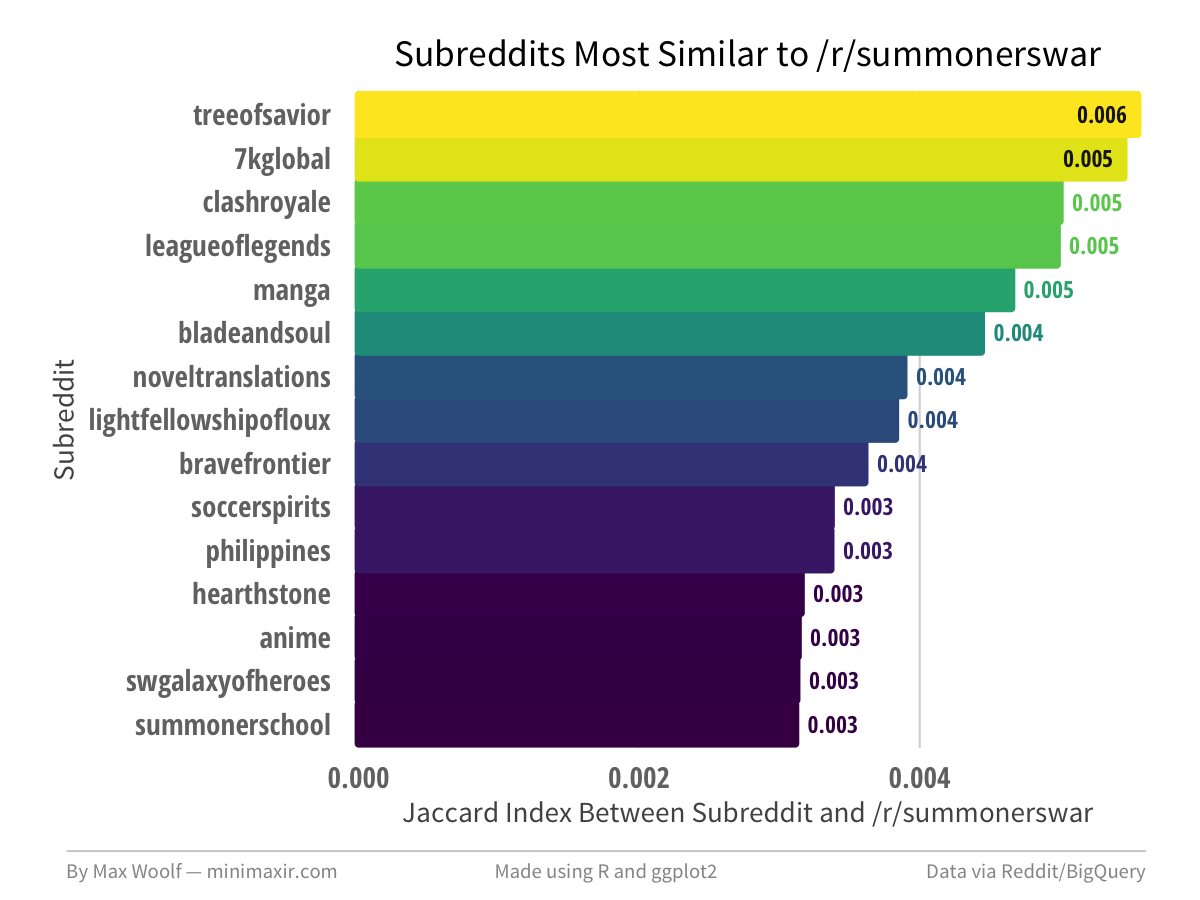 Subreddits Most Similar to /r/summonerswar
treeofsavior 0.006
7kglobal 0.005
clashroyale 0.005
leagueoflegends 0.005
manga 0.005
bladeandsoul 0.004
noveltranslations 0.004
lightfellowshipofloux 0.004
bravefrontier 0.004
soccerspirits 0.003
philippines 0.003
hearthstone 0.003
anime 0.003
swgalaxyofheroes 0.003
summonerschool 0.003
Subreddit
0.000 0.002 0.004
Jaccard Index Between Subreddit and /r/summonerswar
By Max Woolf — minimaxir.com Made using R and ggplot2 Data via Reddit/BigQuery